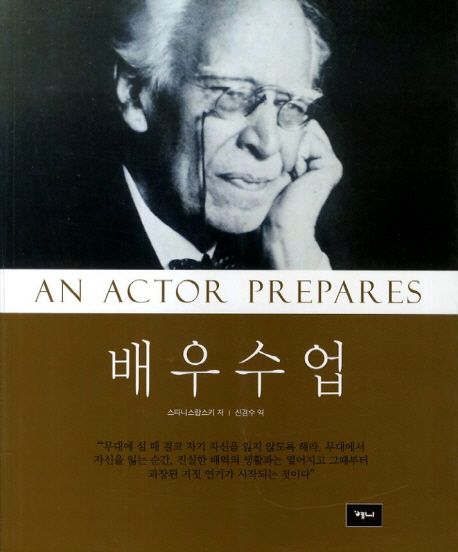 AN ACTOR PREPARES
배우수업
스타니스랍스키 저 | 신겸수 역
“무대에 설 때 결코 자기 자신을 잃지 않도록 해라. 무대에서
자신을 잃는 순간, 진실한 배역의 생활과는 멀어지고 그때부터
과장된 거짓 연기가 시작되는 것이다”
예니